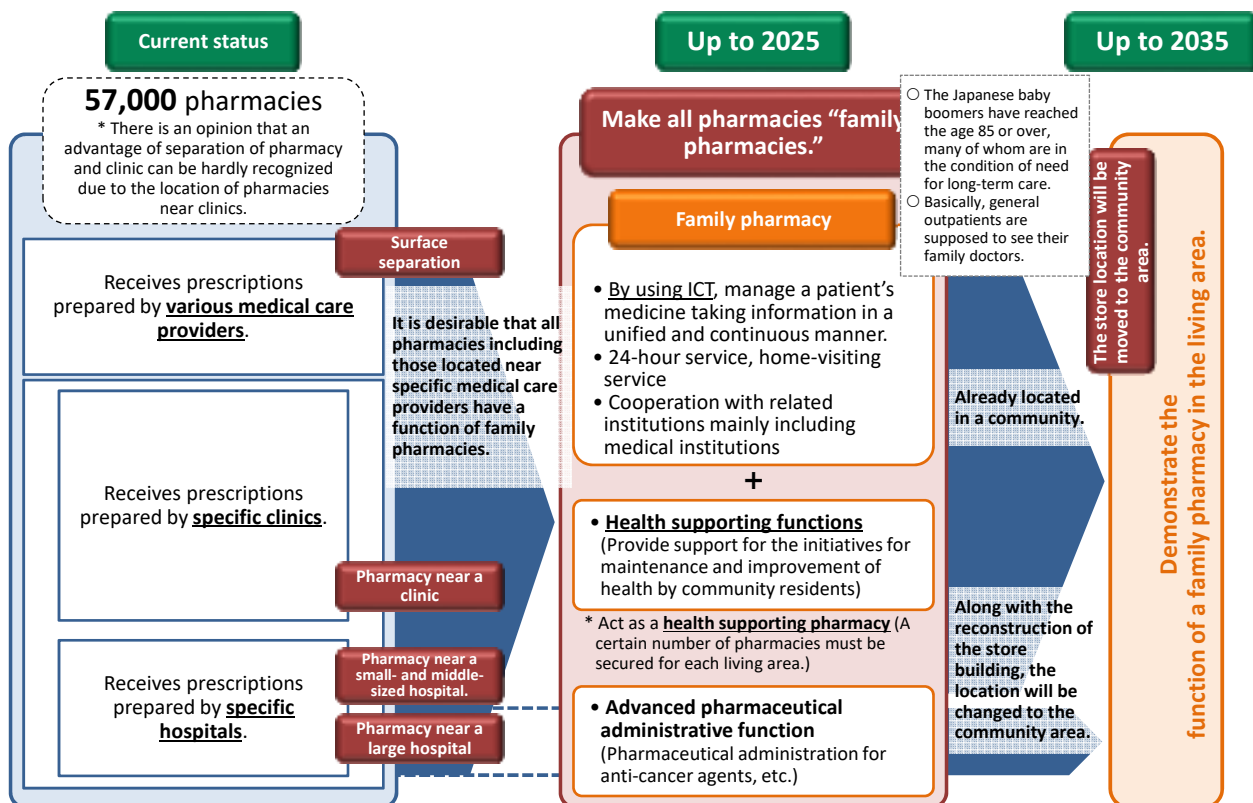 Current status
57,000 pharmacies
* There is an opinion that an
advantage of separation of pharmacy
and clinic can be hardly recognized
due to the location of pharmacies
near clinics.
Receives prescriptions
prepared by various medical care
providers.
Receives prescriptions
prepared by specific clinics.
Receives prescriptions
prepared by specific
hospitals.
Surface
separation
It is desirable that all
pharmacies including
those located near
specific medical care
providers have a
function of family
pharmacies.
Pharmacy near a
clinic
Pharmacy near a
small- and middle-
sized hospital.
Pharmacy near a
large hospital
Up to 2025
Make all pharmacies “family
pharmacies.”
Family pharmacy
• By using ICT, manage a patient’s
medicine taking information in a
unified and continuous manner.
• 24-hour service, home-visiting
service
• Cooperation with related
institutions mainly including
medical institutions
+
• Health supporting functions
(Provide support for the initiatives for
maintenance and improvement of
health by community residents)
* Act as a health supporting pharmacy (A
certain number of pharmacies must be
secured for each living area.)
• Advanced pharmaceutical
administrative function
(Pharmaceutical administration for
anti-cancer agents, etc.)
○ The Japanese baby
boomers have reached
the age 85 or over,
many of whom are in
the condition of need
for long-term care.
○ Basically, general
outpatients are
supposed to see their
family doctors.
Already located
in a community.
Along with the
reconstruction of
the store
building, the
location will be
changed to the
community area.
Up to 2035
The store location will be
moved to the community
area.
Demonstrate the
function of a family pharmacy in the living area.